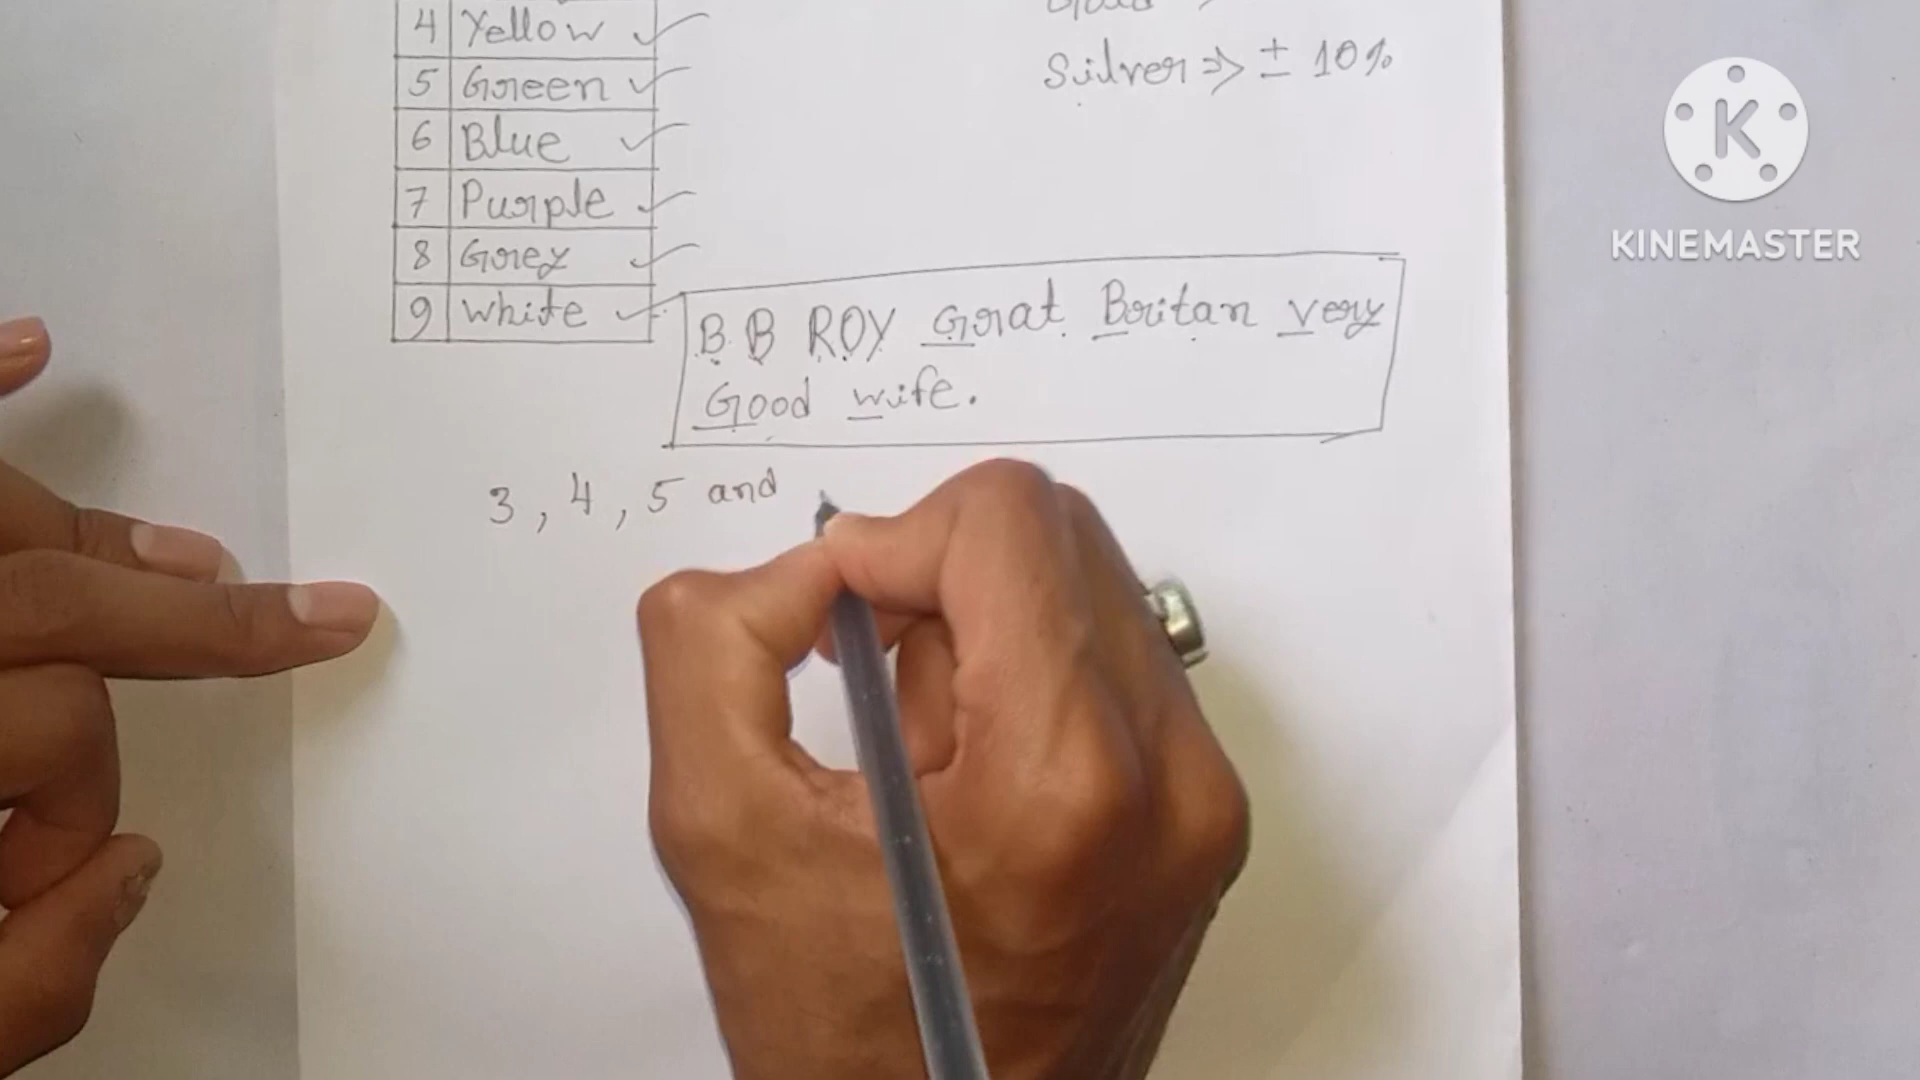 4 Yellow
5 Green
6 Blue
7 Purple
8 Grey
9 White
Silver => ± 10%
B B ROY Grat Britan very
Good wife.
3, 4, 5 and
K
KINEMASTER